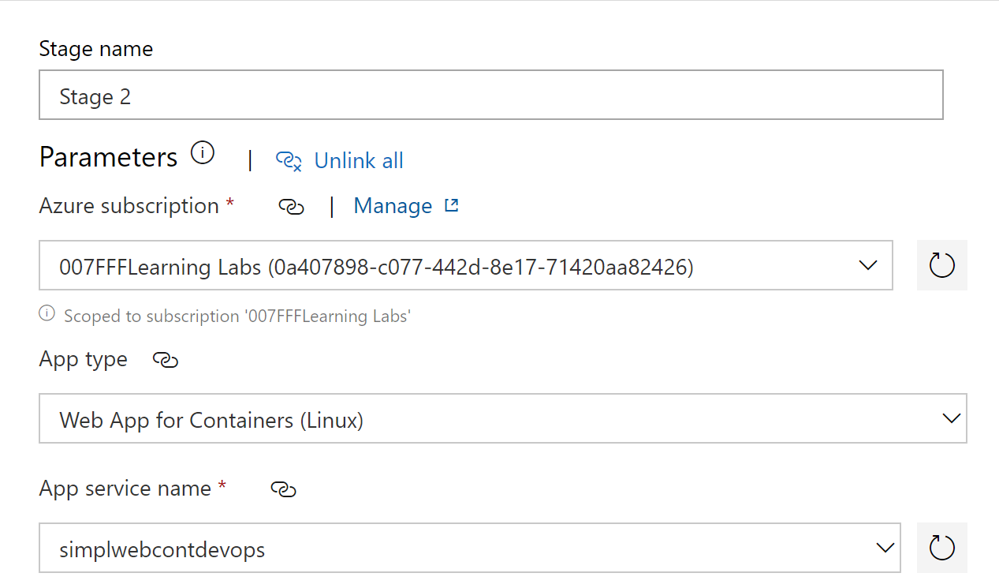 Stage name
Stage 2
Parameters | Unlink all
Azure subscription * | Manage
007FFFLearning Labs (0a407898-c077-442d-8e17-71420aa82426)
Scoped to subscription '007FFFLearning Labs'
App type
Web App for Containers (Linux)
App service name *
simplwebcontdevops